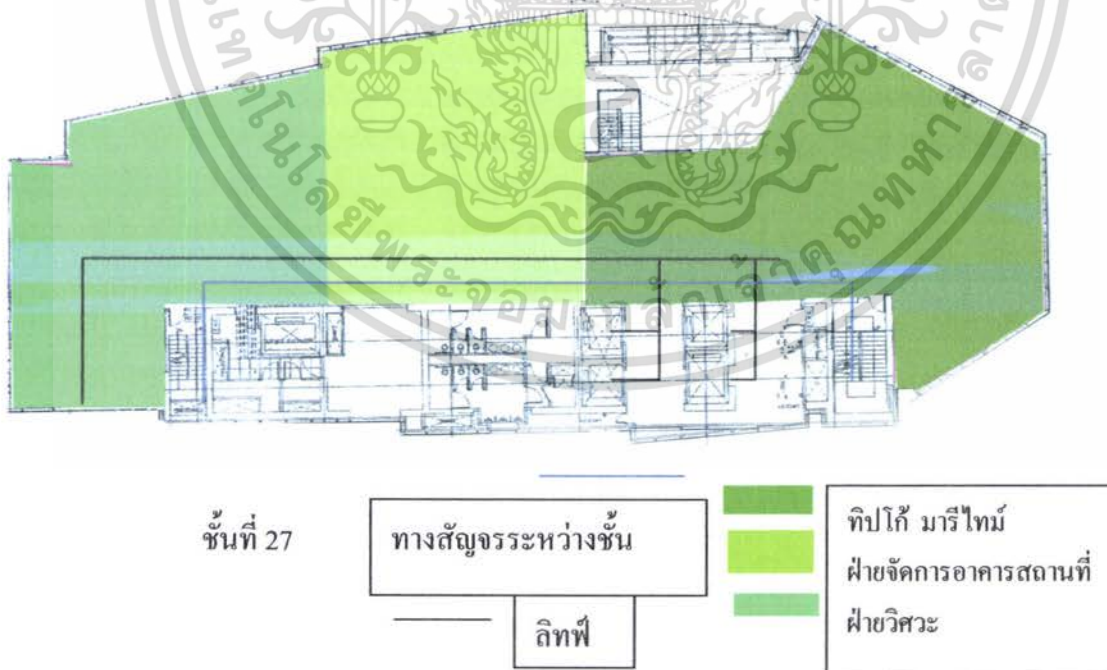 ชั้นที่ 27
ทางสัญจรระหว่างชั้น
ลิทฟ์
ทิปโก้ มารีไทม์
ฝ่ายจัดการอาคารสถานที่
ฝ่ายวิศวะ